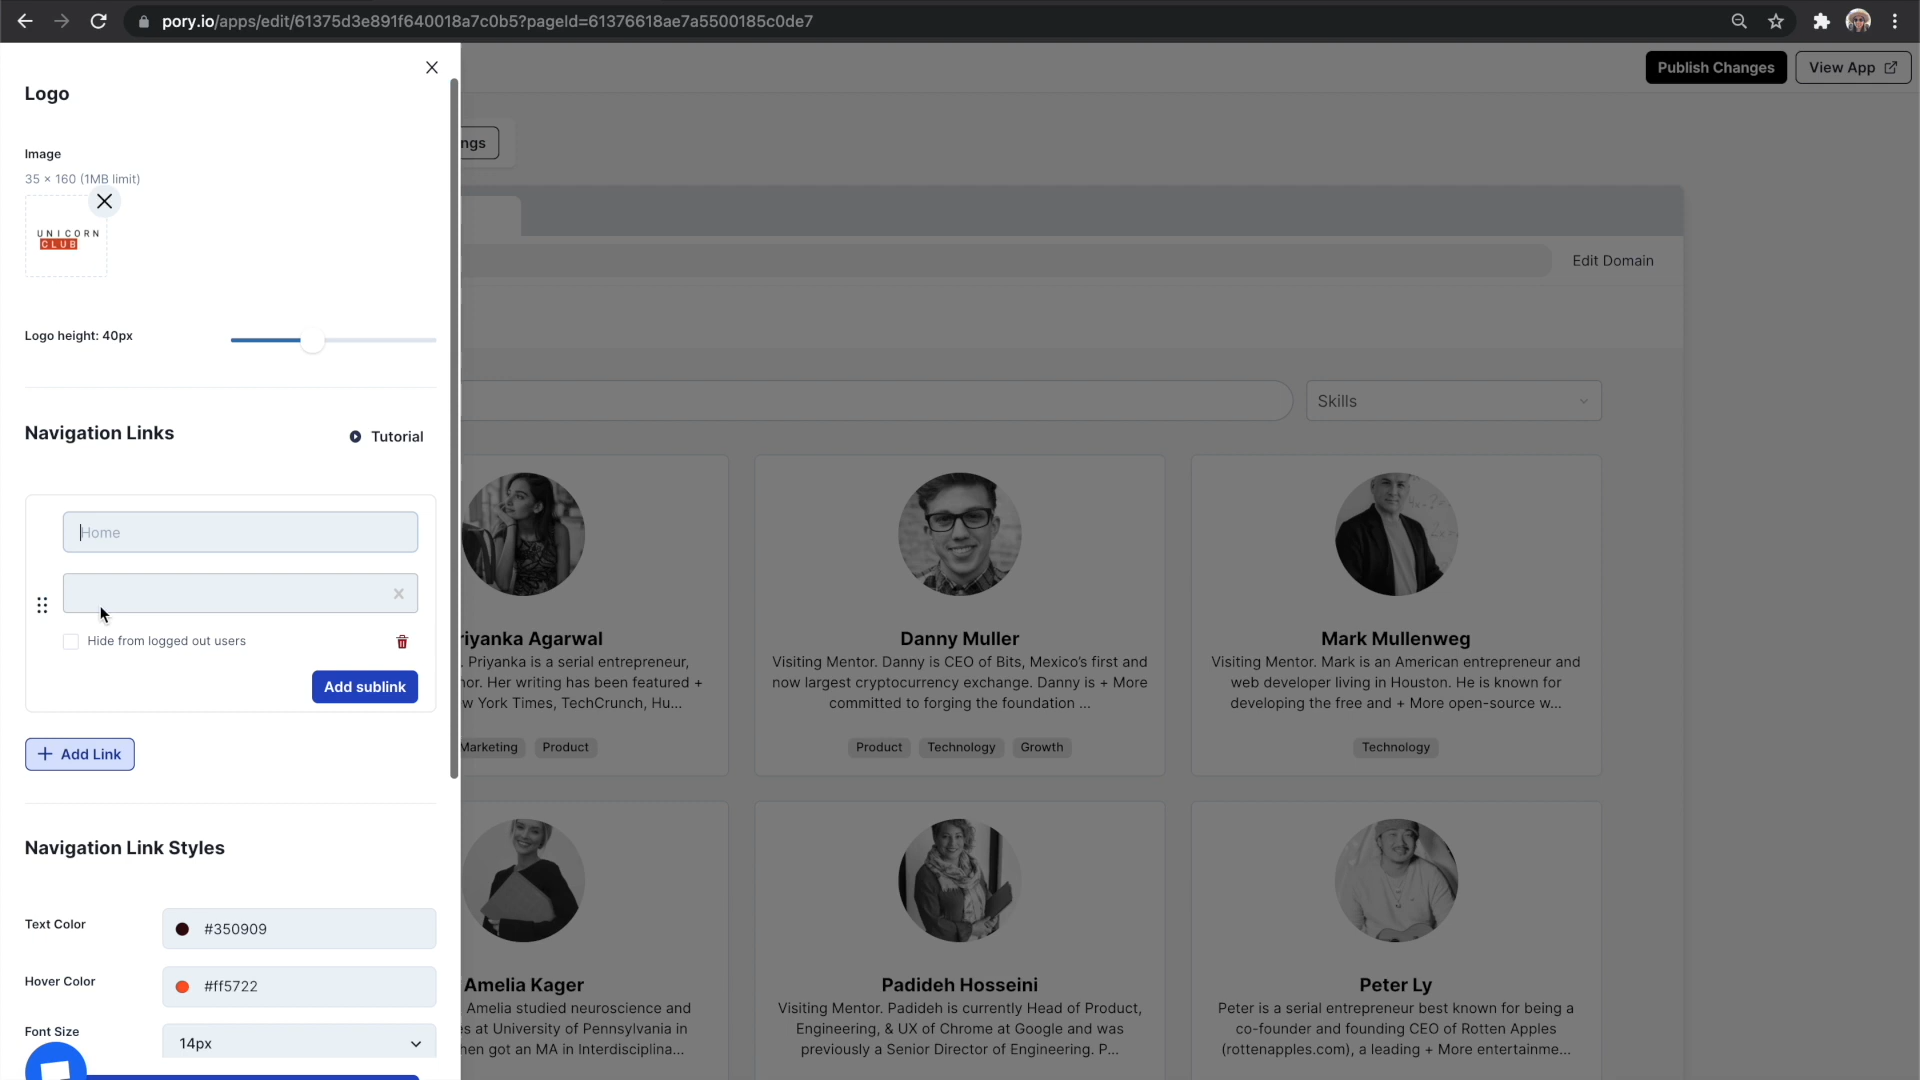 pory.io/apps/edit/61375d3e891f640018a7c0b5?pageId=61376618ae7a5500185c0de7
Publish Changes
View App
Logo
Image
35 × 160 (1MB limit)
UNICORN
CLUB
Logo height: 40px
Navigation Links
Tutorial
Home
Hide from logged out users
Add sublink
Add Link
Navigation Link Styles
Text Color
#350909
Hover Color
#ff5722
Font Size
14px
ngs
Edit Domain
Skills
riyanka Agarwal
. Priyanka is a serial entrepreneur,
nor. Her writing has been featured +
w York Times, TechCrunch, Hu...
Marketing
Product
Danny Muller
Visiting Mentor. Danny is CEO of Bits, Mexico's first and
now largest cryptocurrency exchange. Danny is + More
committed to forging the foundation ...
Product
Technology
Growth
Mark Mullenweg
Visiting Mentor. Mark is an American entrepreneur and
web developer living in Houston. He is known for
developing the free and + More open-source w...
Technology
Amelia Kager
Amelia studied neuroscience and
es at University of Pennsylvania in
hen got an MA in Interdisciplina...
Padideh Hosseini
Visiting Mentor. Padideh is currently Head of Product,
Engineering, & UX of Chrome at Google and was
previously a Senior Director of Engineering. P...
Peter Ly
Peter is a serial entrepreneur best known for being a
co-founder and founding CEO of Rotten Apples
(rottenapples.com), a leading + More entertainme...